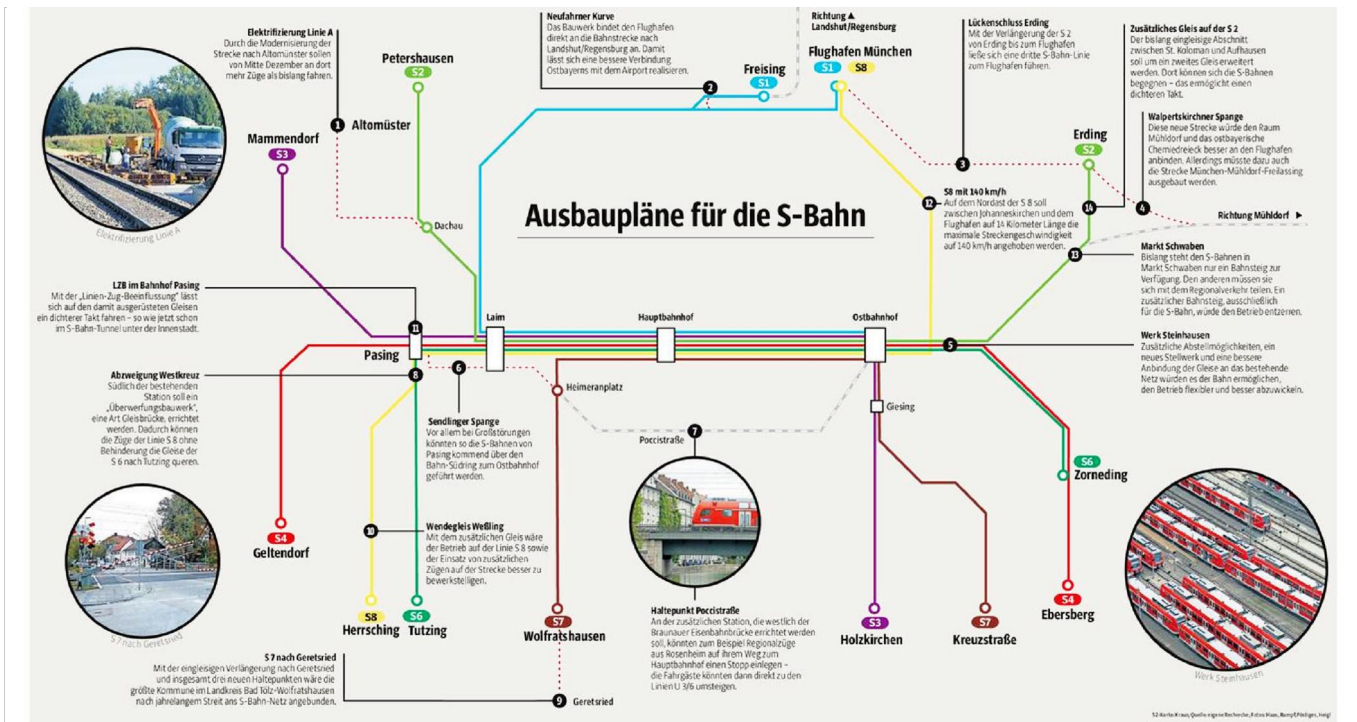 Ausbaupläne für die S-Bahn
Elektrifizierung Linie A
Durch die Modernisierung der
Strecke nach Altomünster sollen
von Mitte Dezember an dort
mehr Züge als bislang fahren.
Elektrifizierung Linie A
1
Altomüster
Petershausen
S2
Mammendorf
S3
Dachau
Neufahrner Kurve
Das Bauwerk bindet den Flughafen
direkt an die Bahnstrecke nach
Landshut/Regensburg an. Damit
lässt sich eine bessere Verbindung
Ostbayerns mit dem Airport realisieren.
2
Freising
S1
Richtung ▲
Landshut/Regensburg
Flughafen München
S1
S8
Lückenschluss Erding
Mit der Verlängerung der S 2
von Erding bis zum Flughafen
ließe sich eine dritte S-Bahn-Linie
zum Flughafen führen.
3
Zusätzliches Gleis auf der S 2
Der bislang eingleisige Abschnitt
zwischen St. Koloman und Aufhausen
soll um ein zweites Gleis erweitert
werden. Dort können sich die S-Bahnen
begegnen – das ermöglicht einen
dichteren Takt.
14
Walpertskirchner Spange
Diese neue Strecke würde den Raum
Mühldorf und das ostbayerische
Chemiedreieck besser an den Flughafen
anbinden. Allerdings müsste dazu auch
die Strecke München-Mühldorf-Freilassing
ausgebaut werden.
4
Erding
S2
Richtung Mühldorf ▶
S8 mit 140 km/h
Auf dem Nordast der S 8 soll
zwischen Johanneskirchen und dem
Flughafen auf 14 Kilometer Länge die
maximale Streckengeschwindigkeit
auf 140 km/h angehoben werden.
12
13
Markt Schwaben
Bislang steht den S-Bahnen in
Markt Schwaben nur ein Bahnsteig zur
Verfügung. Den anderen müssen sie
sich mit dem Regionalverkehr teilen. Ein
zusätzlicher Bahnsteig, ausschließlich
für die S-Bahn, würde den Betrieb entzerren.
LZB im Bahnhof Pasing
Mit der „Linien-Zug-Beeinflussung“ lässt
sich auf den damit ausgerüsteten Gleisen
ein dichterer Takt fahren – so wie jetzt schon
im S-Bahn-Tunnel unter der Innenstadt.
11
Pasing
Laim
Hauptbahnhof
Ostbahnhof
5
Werk Steinhausen
Zusätzliche Abstellmöglichkeiten, ein
neues Stellwerk und eine bessere
Anbindung der Gleise an das bestehende
Netz würden es der Bahn ermöglichen,
den Betrieb flexibler und besser abzuwickeln.
Abzweigung Westkreuz
Südlich der bestehenden
Station soll ein
„Überwerfungsbauwerk“,
eine Art Gleisbrücke, errichtet
werden. Dadurch können
die Züge der Linie S 8 ohne
Behinderung die Gleise der
S 6 nach Tutzing queren.
8
6
Sendlinger Spange
Vor allem bei Großstörungen
könnten so die S-Bahnen von
Pasing kommend über den
Bahn-Südring zum Ostbahnhof
geführt werden.
Heimeranplatz
Giesing
Poccistraße
7
S6
Zorneding
S4
Geltendorf
10
Wendegleis Weßling
Mit dem zusätzlichen Gleis wäre
der Betrieb auf der Linie S 8 sowie
der Einsatz von zusätzlichen
Zügen auf der Strecke besser zu
bewerkstelligen.
S8
Herrsching
S6
Tutzing
S7
Wolfratshausen
Haltepunkt Poccistraße
An der zusätzlichen Station, die westlich der
Braunauer Eisenbahnbrücke errichtet werden
soll, könnten zum Beispiel Regionalzüge
aus Rosenheim auf ihrem Weg zum
Hauptbahnhof einen Stopp einlegen –
die Fahrgäste könnten dann direkt zu den
Linien U 3/6 umsteigen.
S3
Holzkirchen
S7
Kreuzstraße
S4
Ebersberg
S 7 nach Geretsried
S 7 nach Geretsried
Mit der eingleisigen Verlängerung nach Geretsried
und insgesamt drei neuen Haltepunkten wäre die
größte Kommune im Landkreis Bad Tölz-Wolfratshausen
nach jahrelangem Streit ans S-Bahn-Netz angebunden.
9
Geretsried
Werk Steinhausen